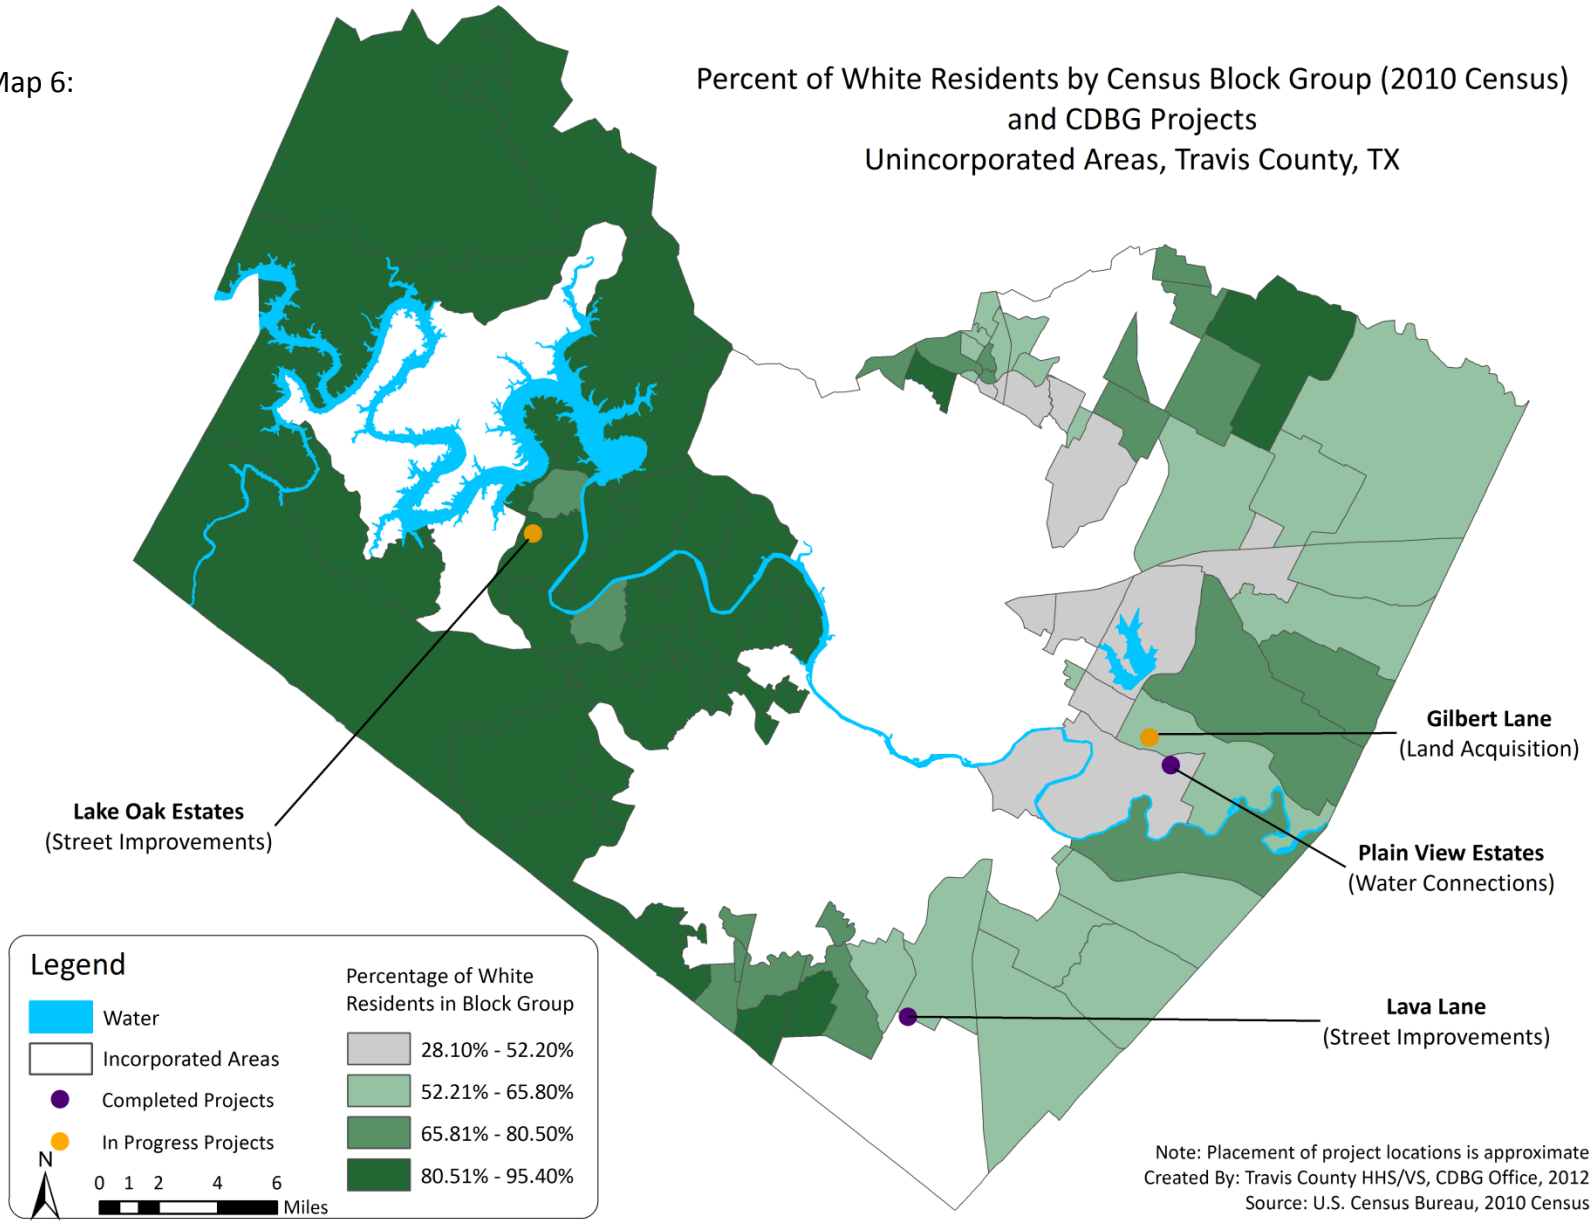 Map 6:
Percent of White Residents by Census Block Group (2010 Census)
and CDBG Projects
Unincorporated Areas, Travis County, TX
Gilbert Lane
(Land Acquisition)
Lake Oak Estates
(Street Improvements)
Plain View Estates
(Water Connections)
Lava Lane
(Street Improvements)
Legend
Water
Incorporated Areas
Completed Projects
In Progress Projects
N
0 1 2 4 6
Miles
Percentage of White
Residents in Block Group
28.10% - 52.20%
52.21% - 65.80%
65.81% - 80.50%
80.51% - 95.40%
Note: Placement of project locations is approximate
Created By: Travis County HHS/VS, CDBG Office, 2012
Source: U.S. Census Bureau, 2010 Census